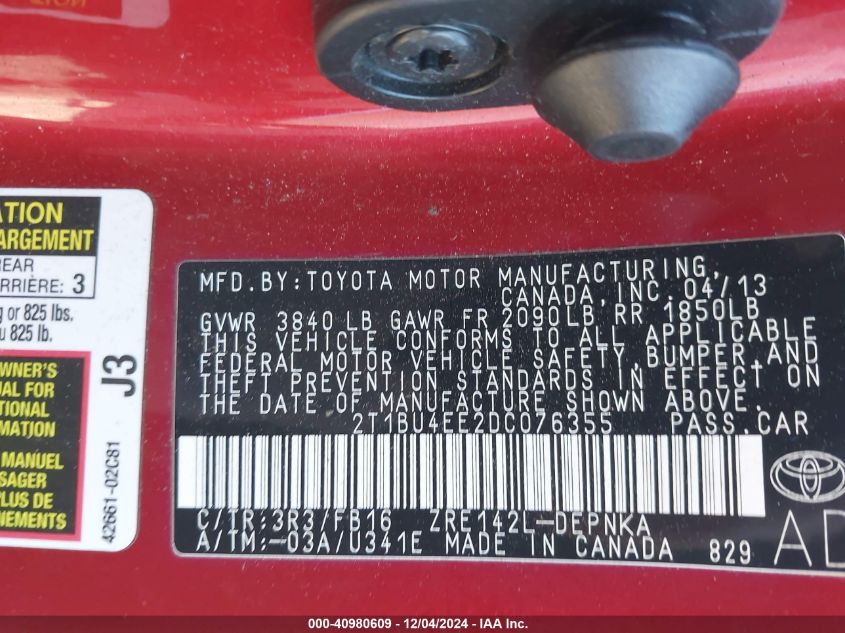 ATION
ARGEMENT
REAR
ARRIÈRE: 3
g or 825 lbs.
u 825 lb.
J3
OWNER'S
UAL FOR
TIONAL
MATION
MANUEL
SAGER
PLUS DE
NEMENTS
42661-02C81
MFD.BY:TOYOTA MOTOR MANUFACTURING,
CANADA, INC. 04/13
GVWR 3840 LB GAWR FR 2090LB RR 1850LB
THIS VEHICLE CONFORMS TO ALL APPLICABLE
FEDERAL MOTOR VEHICLE SAFETY, BUMPER, AND
THEFT PREVENTION STANDARDS IN EFFECT ON
THE DATE OF MANUFACTURE SHOWN ABOVE.
2T1BU4EE2DC076355 PASS.CAR
C/TR:3R3/FB16 ZRE142L-DEPNKA
A/TM:-03A/U341E MADE IN CANADA 829
TOYOTA
AD
000-40980609 - 12/04/2024 - IAA Inc.